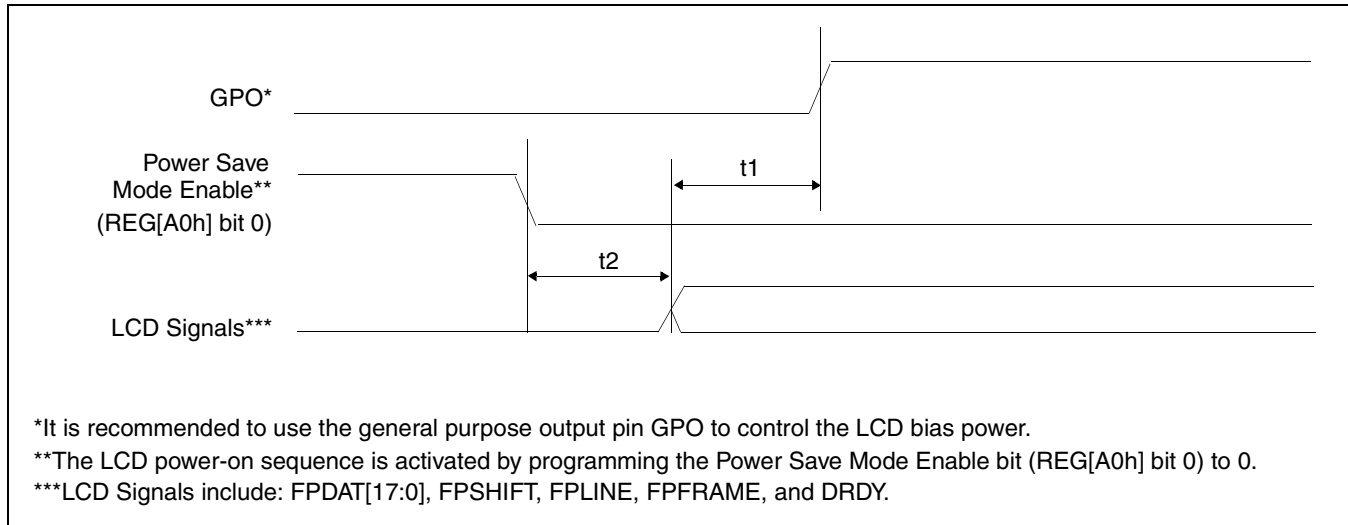 GPO*
Power Save
Mode Enable**
(REG[A0h] bit 0)
t1
t2
LCD Signals***
*It is recommended to use the general purpose output pin GPO to control the LCD bias power.
**The LCD power-on sequence is activated by programming the Power Save Mode Enable bit (REG[A0h] bit 0) to 0.
***LCD Signals include: FPDAT[17:0], FPSHIFT, FPLINE, FPFRAME, and DRDY.